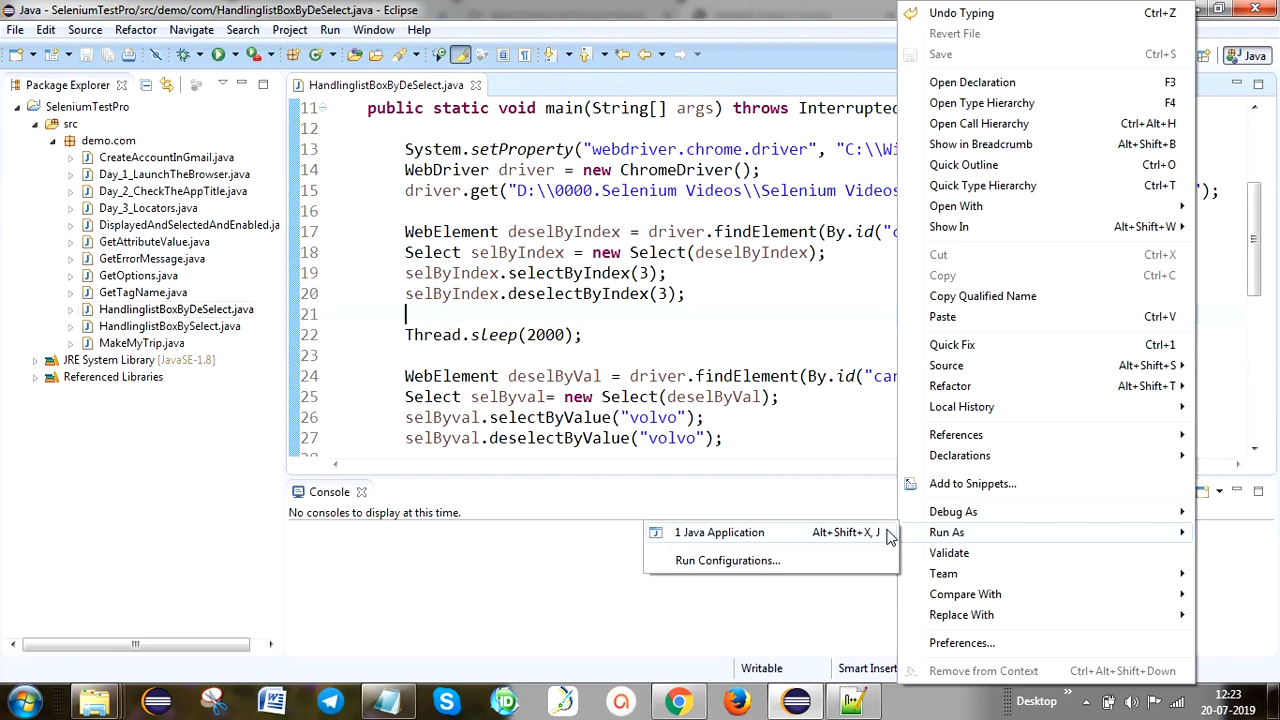 Java - SeleniumTestPro/src/demo/com/HandlinglistBoxByDeSelect.java - Eclipse
File Edit Source Refactor Navigate Search Project Run Window Help
Java
Package Explorer
SeleniumTestPro
src
demo.com
CreateAccountInGmail.java
Day_1_LaunchTheBrowser.java
Day_2_CheckTheAppTitle.java
Day_3_Locators.java
DisplayedAndSelectedAndEnabled.ja
GetAttributeValue.java
GetErrorMessage.java
GetOptions.java
GetTagName.java
HandlinglistBoxByDeSelect.java
HandlinglistBoxBySelect.java
MakeMyTrip.java
JRE System Library [JavaSE-1.8]
Referenced Libraries
HandlinglistBoxByDeSelect.java
11 public static void main(String[] args) throws Interrupted
12
13 System.setProperty("webdriver.chrome.driver", "C:\\Wi
14 WebDriver driver = new ChromeDriver();
15 driver.get("D:\\0000.Selenium Videos\\Selenium Videos ");
16
17 WebElement deselByIndex = driver.findElement(By.id("c
18 Select selByIndex = new Select(deselByIndex);
19 selByIndex.selectByIndex(3);
20 selByIndex.deselectByIndex(3);
21
22 Thread.sleep(2000);
23
24 WebElement deselByVal = driver.findElement(By.id("car
25 Select selByval= new Select(deselByVal);
26 selByval.selectByValue("volvo");
27 selByval.deselectByValue("volvo");
Console
No consoles to display at this time.
1 Java Application Alt+Shift+X, J
Run Configurations...
Undo Typing Ctrl+Z
Revert File
Save Ctrl+S
Open Declaration F3
Open Type Hierarchy F4
Open Call Hierarchy Ctrl+Alt+H
Show in Breadcrumb Alt+Shift+B
Quick Outline Ctrl+O
Quick Type Hierarchy Ctrl+T
Open With
Show In Alt+Shift+W
Cut Ctrl+X
Copy Ctrl+C
Copy Qualified Name
Paste Ctrl+V
Quick Fix Ctrl+1
Source Alt+Shift+S
Refactor Alt+Shift+T
Local History
References
Declarations
Add to Snippets...
Debug As
Run As
Validate
Team
Compare With
Replace With
Preferences...
Remove from Context Ctrl+Alt+Shift+Down
Writable Smart Insert
Desktop
12:23
20-07-2019